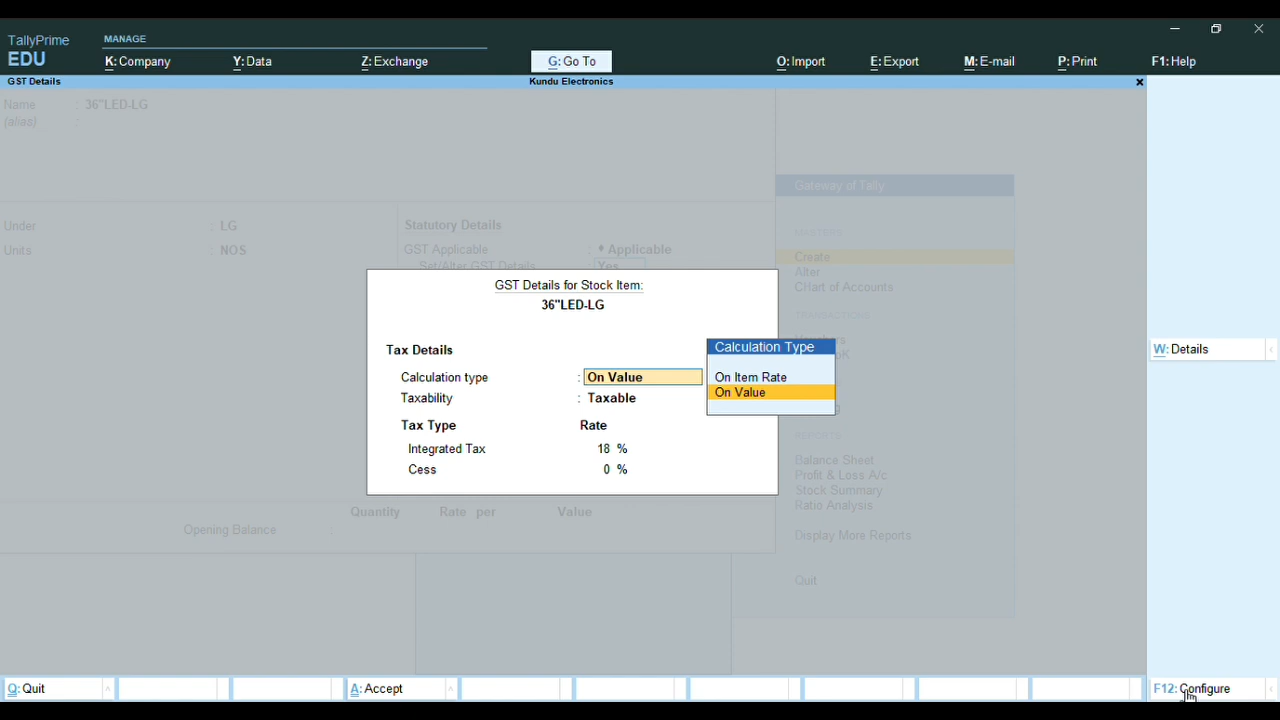 TallyPrime
EDU
MANAGE
K: Company
Y: Data
Z: Exchange
G: Go To
O: Import
E: Export
M: E-mail
P: Print
F1: Help
GST Details
Kundu Electronics
Name : 36"LED-LG
(alias) :
Under : LG
Units : NOS
Statutory Details
GST Applicable : ♦ Applicable
Set/Alter GST Details : Yes
GST Details for Stock Item:
36"LED-LG
Tax Details
Calculation type : On Value
Taxability : Taxable
Tax Type Rate
Integrated Tax 18 %
Cess 0 %
Calculation Type
On Item Rate
On Value
Quantity Rate per Value
Opening Balance :
Gateway of Tally
MASTERS
Create
Alter
CHart of Accounts
TRANSACTIONS
REPORTS
Balance Sheet
Profit & Loss A/c
Stock Summary
Ratio Analysis
Display More Reports
Quit
W: Details
Q: Quit
A: Accept
F12: Configure